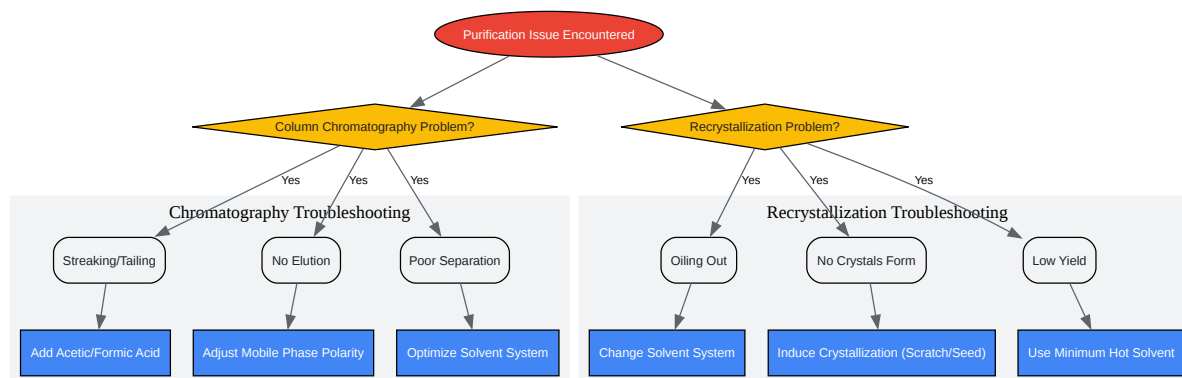 Purification Issue Encountered
Column Chromatography Problem?
Recrystallization Problem?
Yes
Yes
Yes
Yes
Yes
Yes
Chromatography Troubleshooting
Recrystallization Troubleshooting
Streaking/Tailing
No Elution
Poor Separation
Oiling Out
No Crystals Form
Low Yield
Add Acetic/Formic Acid
Adjust Mobile Phase Polarity
Optimize Solvent System
Change Solvent System
Induce Crystallization (Scratch/Seed)
Use Minimum Hot Solvent